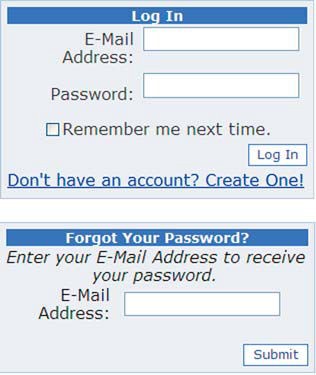 Log In
E-Mail
Address:
Password:
Remember me next time.
Log In
Don't have an account? Create One!
Forgot Your Password?
Enter your E-Mail Address to receive
your password.
E-Mail
Address:
Submit